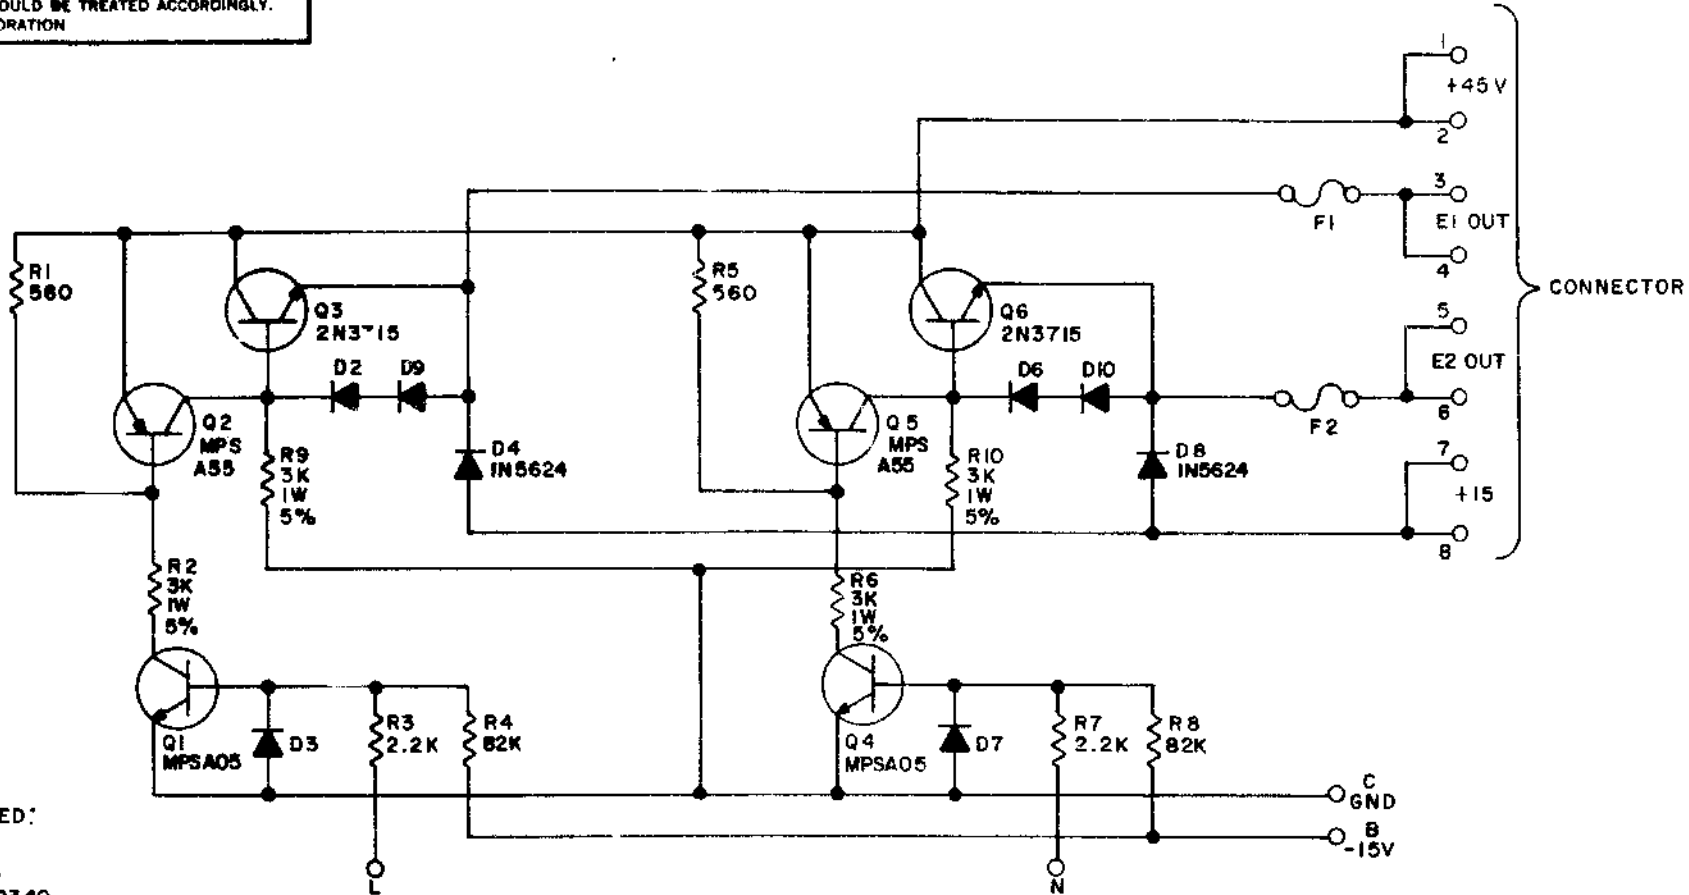 OULD BE TREATED ACCORDINGLY.
ORATION
1
+45V
2
3
E1 OUT
4
5
E2 OUT
6
7
+15
8
CONNECTOR
F1
F2
R1
560
Q3
2N3715
R5
560
Q6
2N3715
D2
D9
D6
D10
Q2
MPS
A55
R9
3K
1W
5%
D4
1N5624
Q5
MPS
A55
R10
3K
1W
5%
D8
1N5624
R2
3K
1W
5%
R6
3K
1W
5%
Q1
MPSA05
D3
R3
2.2K
R4
82K
Q4
MPSA05
D7
R7
2.2K
R8
82K
C
GND
B
-15V
ED:
L
N